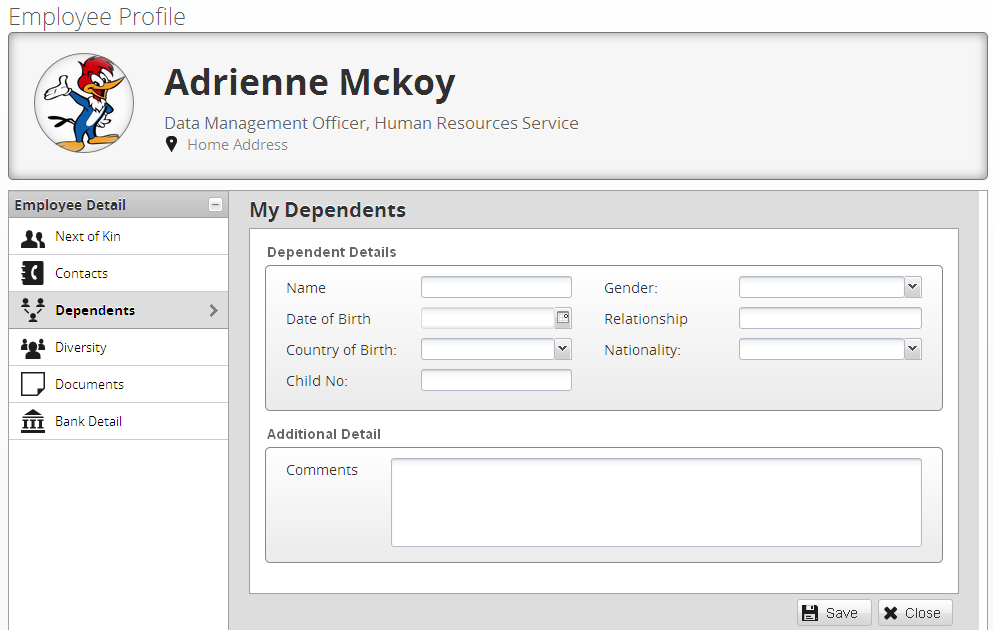 Employee Profile
Adrienne Mckoy
Data Management Officer, Human Resources Service
Home Address
Employee Detail
Next of Kin
Contacts
Dependents
Diversity
Documents
Bank Detail
My Dependents
Dependent Details
Name
Gender:
Date of Birth
Relationship
Country of Birth:
Nationality:
Child No:
Additional Detail
Comments
Save
Close